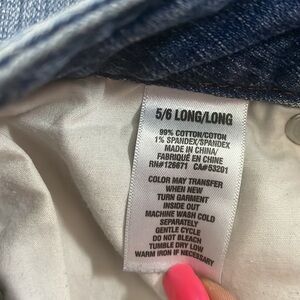 5/6 LONG/LONG
99% COTTON/COTON
1% SPANDEX/SPANDEX
MADE IN CHINA/
FABRIQUÉ EN CHINE
RN#126671 CA#53201
COLOR MAY TRANSFER
WHEN NEW
TURN GARMENT
INSIDE OUT
MACHINE WASH COLD
SEPARATELY
GENTLE CYCLE
DO NOT BLEACH
TUMBLE DRY LOW
WARM IRON IF NECESSARY